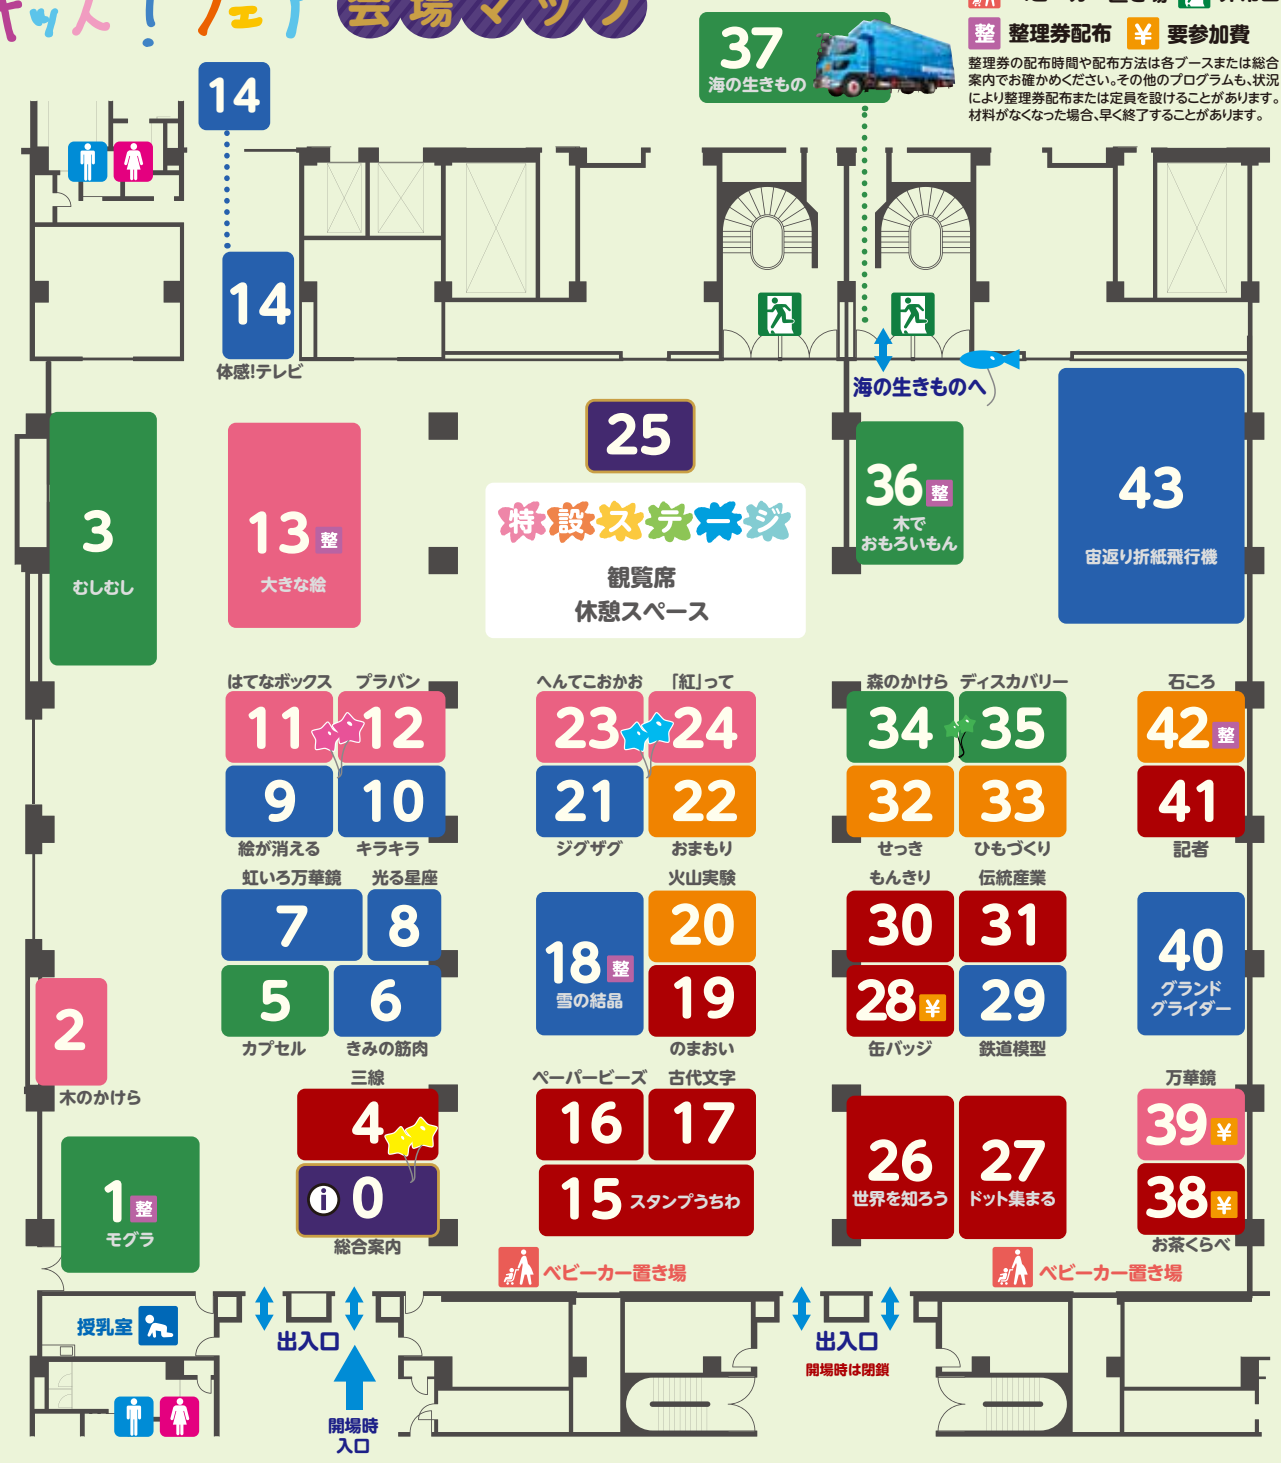 キッズ！フェア 会場マップ
ベビーカー置き場
整 整理券配布 ¥ 要参加費
整理券の配布時間や配布方法は各ブースまたは総合
案内でお確かめください。その他のプログラムも、状況
により整理券配布または定員を設けることがあります。
材料がなくなった場合、早く終了することがあります。
37
海の生きもの
14
14
体感!テレビ
海の生きものへ
25
特設ステージ
観覧席
休憩スペース
3
むしむし
13 整
大きな絵
36 整
木で
おもろいもん
43
宙返り折紙飛行機
はてなボックス プラバン
11 12
9 10
絵が消える キラキラ
へんてこおかお 「紅」って
23 24
21 22
ジグザグ おまもり
森のかけら ディスカバリー
34 35
32 33
せっき ひもづくり
石ころ
42 整
41
記者
虹いろ万華鏡 光る星座
7 8
5 6
カプセル きみの筋肉
火山実験
18 整
雪の結晶
20
19
のまおい
もんきり 伝統産業
30 31
28 ¥ 29
缶バッジ 鉄道模型
40
グランド
グライダー
2
木のかけら
三線
4
i 0
総合案内
ペーパービーズ 古代文字
16 17
15 スタンプうちわ
26
世界を知ろう
27
ドット集まる
万華鏡
39 ¥
38 ¥
お茶くらべ
1 整
モグラ
ベビーカー置き場
ベビーカー置き場
授乳室
出入口
出入口
開場時は閉鎖
開場時
入口